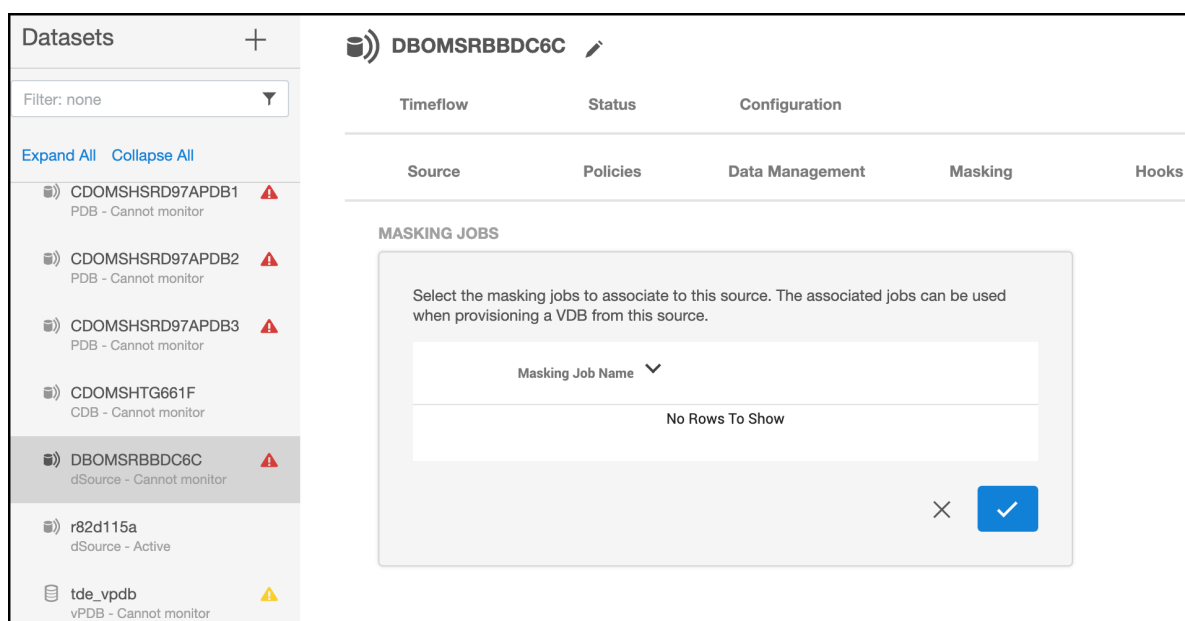 Datasets
Filter: none
Expand All Collapse All
CDOMSHSRD97APDB1
PDB - Cannot monitor
CDOMSHSRD97APDB2
PDB - Cannot monitor
CDOMSHSRD97APDB3
PDB - Cannot monitor
CDOMSHTG661F
CDB - Cannot monitor
DBOMSRBBDC6C
dSource - Cannot monitor
r82d115a
dSource - Active
tde_vpdb
vPDB - Cannot monitor
DBOMSRBBDC6C
Timeflow Status Configuration
Source Policies Data Management Masking Hooks
MASKING JOBS
Select the masking jobs to associate to this source. The associated jobs can be used
when provisioning a VDB from this source.
Masking Job Name
No Rows To Show